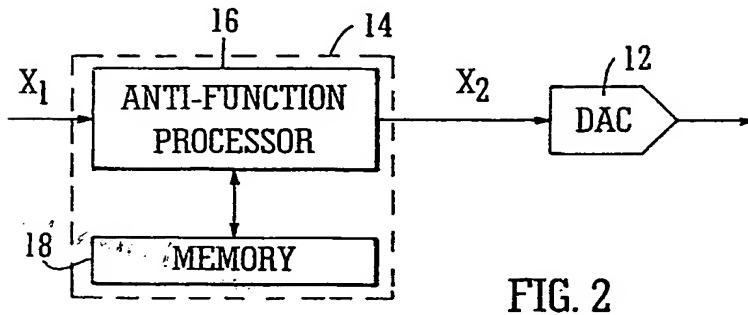 16
14
X1
ANTI-FUNCTION
PROCESSOR
X2
12
DAC
18
MEMORY
FIG. 2